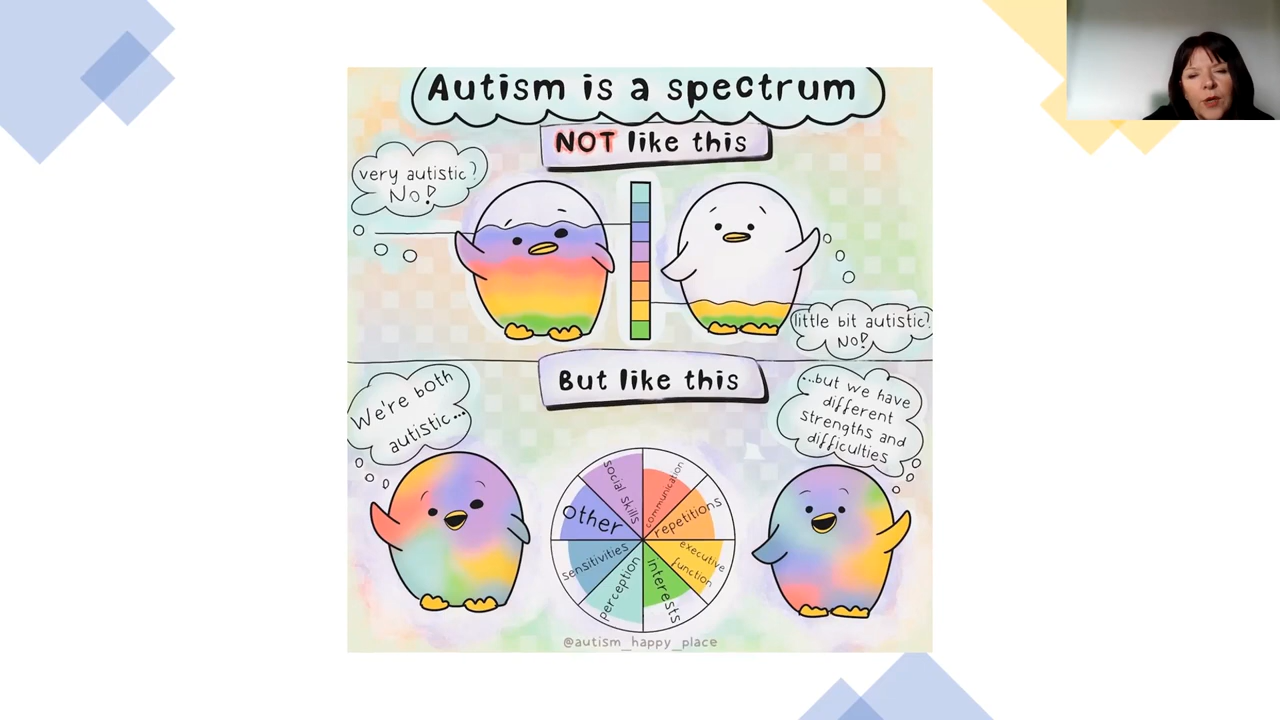 Autism is a spectrum
NOT like this
very autistic?
No!
little bit autistic?
No!
But like this
We're both
autistic...
...but we have
different
strengths and
difficulties
social skills
communication
repetitions
executive
function
interests
perception
sensitivities
Other
@autism_happy_place